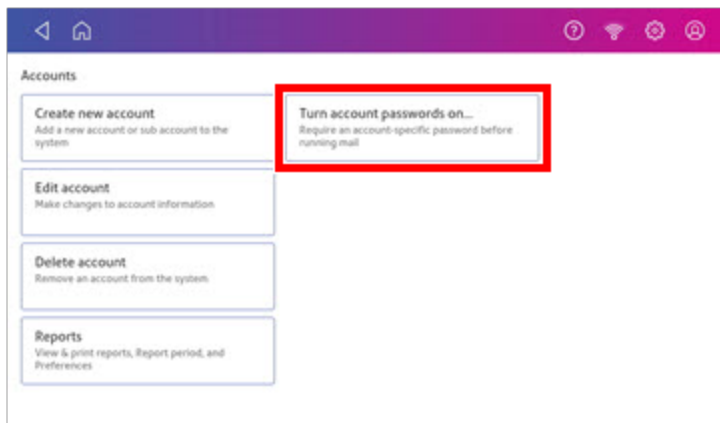 Accounts
Create new account
Add a new account or sub account to the
system
Turn account passwords on...
Require an account-specific password before
running mail
Edit account
Make changes to account information
Delete account
Remove an account from the system
Reports
View & print reports, Report period, and
Preferences